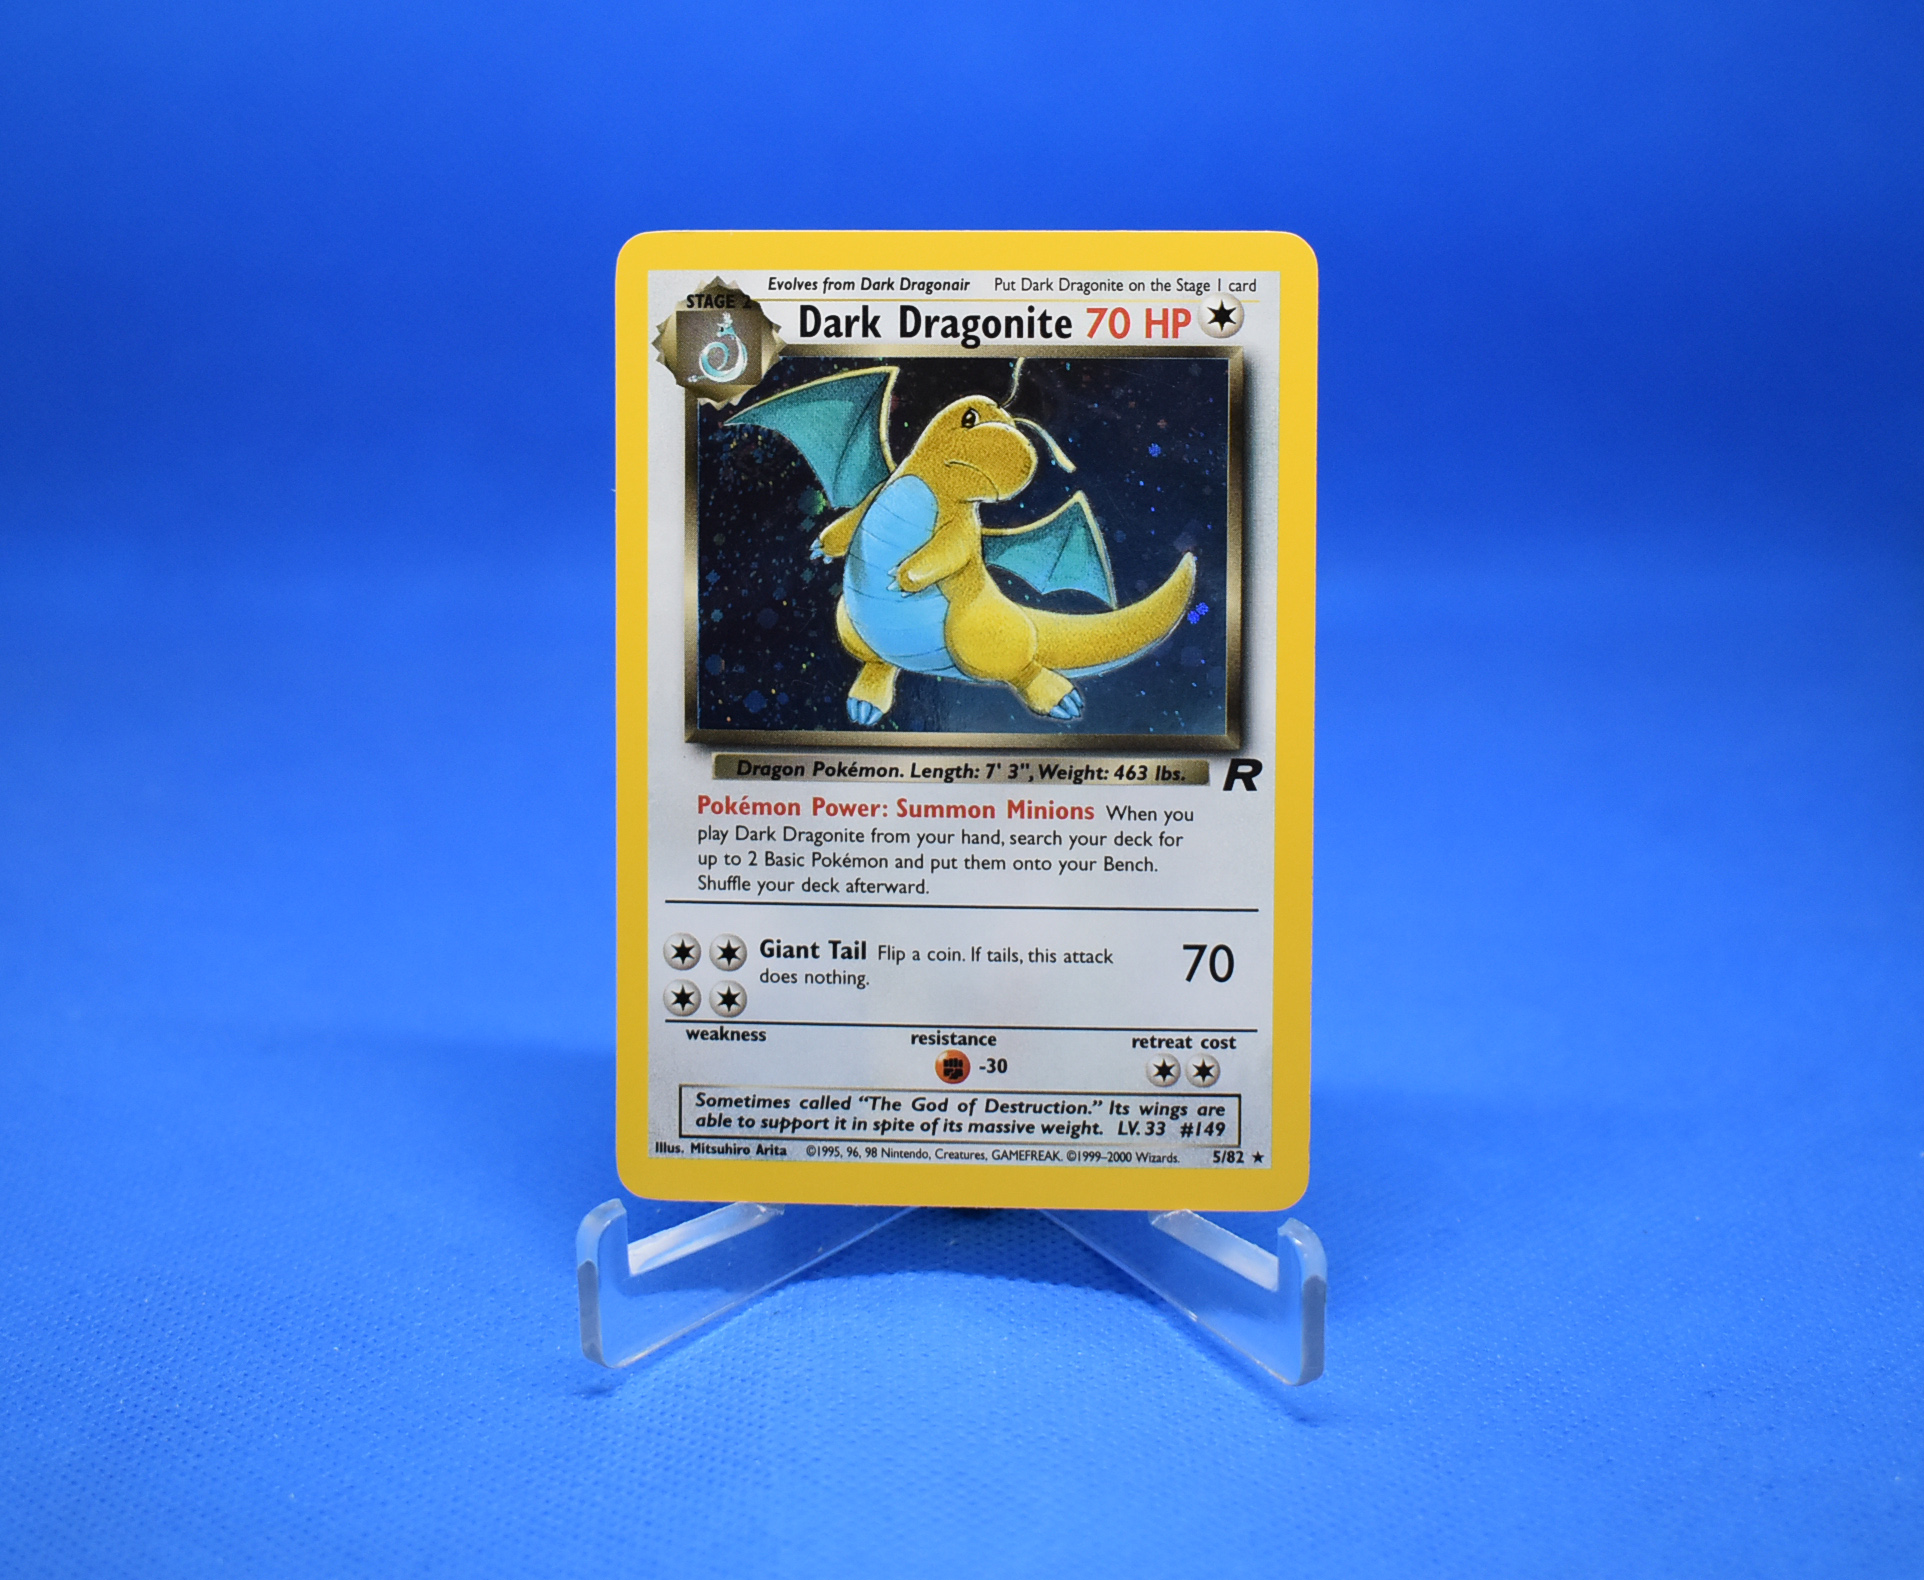 Evolves from Dark Dragonair Put Dark Dragonite on the Stage 1 card
STAGE 2
Dark Dragonite 70 HP
Dragon Pokémon. Length: 7' 3", Weight: 463 lbs.
R
Pokémon Power: Summon Minions When you
play Dark Dragonite from your hand, search your deck for
up to 2 Basic Pokémon and put them onto your Bench.
Shuffle your deck afterward.
Giant Tail Flip a coin. If tails, this attack
does nothing.
70
weakness resistance retreat cost
-30
Sometimes called “The God of Destruction.” Its wings are
able to support it in spite of its massive weight. LV. 33 #149
Illus. Mitsuhiro Arita ©1995, 96, 98 Nintendo, Creatures, GAMEFREAK. ©1999–2000 Wizards. 5/82 ★